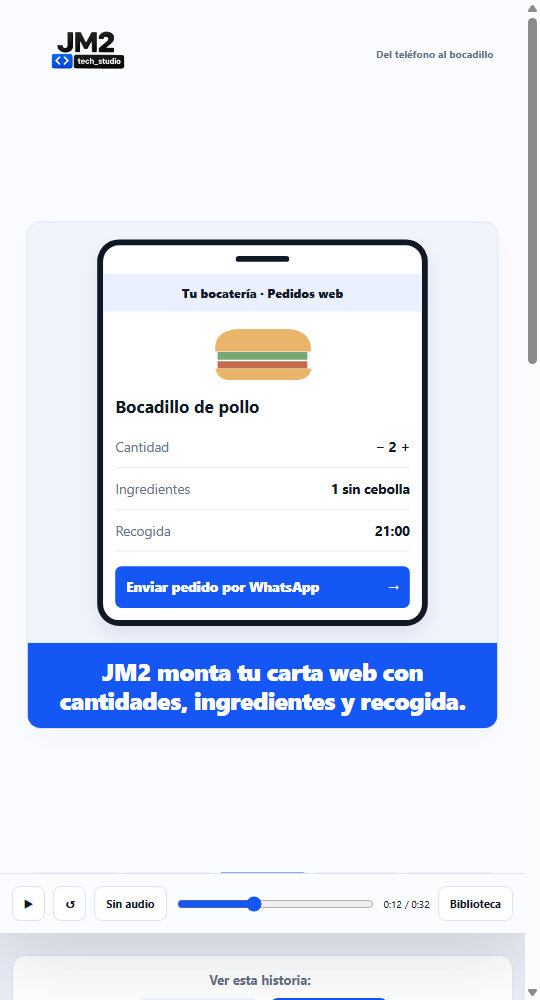 JM2
<> tech_studio
Del teléfono al bocadillo
Tu bocatería · Pedidos web
Bocadillo de pollo
Cantidad − 2 +
Ingredientes 1 sin cebolla
Recogida 21:00
Enviar pedido por WhatsApp →
JM2 monta tu carta web con
cantidades, ingredientes y recogida.
▶ ↺ Sin audio 0:12 / 0:32 Biblioteca
Ver esta historia: